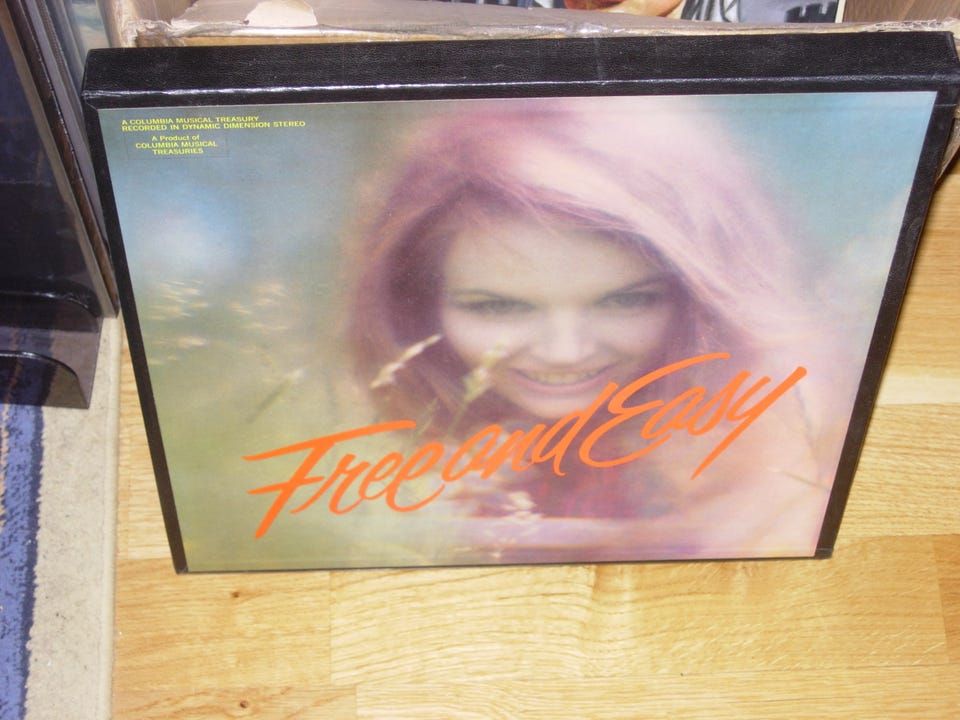 A COLUMBIA MUSICAL TREASURY
RECORDED IN DYNAMIC DIMENSION STEREO
A Product of
COLUMBIA MUSICAL
TREASURIES
Free and Easy